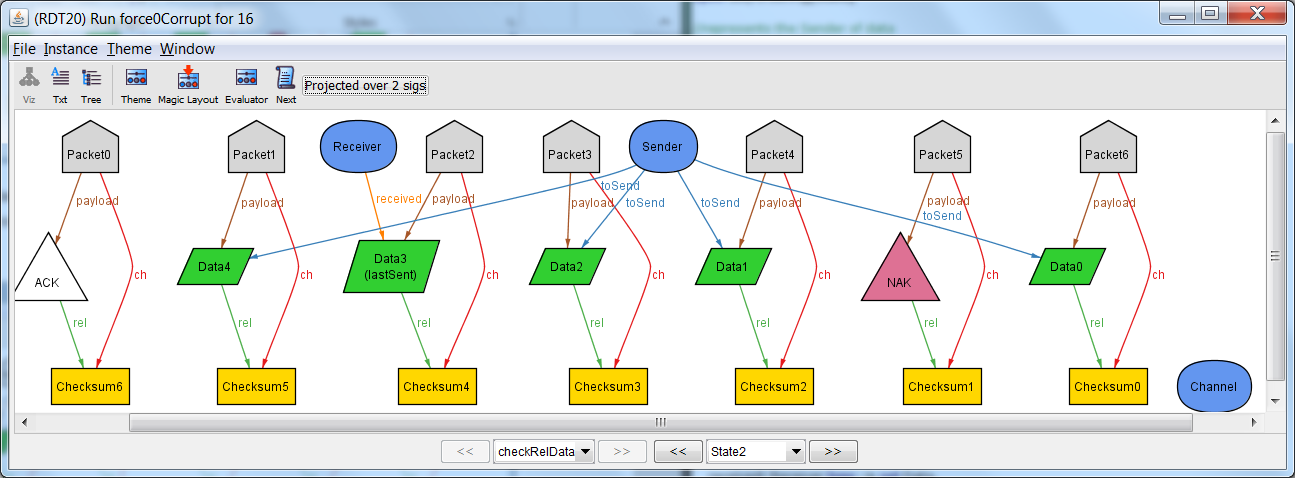 (RDT20) Run force0Corrupt for 16
File Instance Theme Window
Viz Txt Tree Theme Magic Layout Evaluator Next Projected over 2 sigs
Packet0 Packet1 Receiver Packet2 Packet3 Sender Packet4 Packet5 Packet6
toSend
payload payload received payload payload toSend toSend payload payload payload
toSend
ACK Data4 Data3 Data2 Data1 NAK Data0
(lastSent)
ch ch ch ch ch ch ch
rel rel rel rel rel rel rel
Checksum6 Checksum5 Checksum4 Checksum3 Checksum2 Checksum1 Checksum0 Channel
<< checkRelData >> << State2 >>